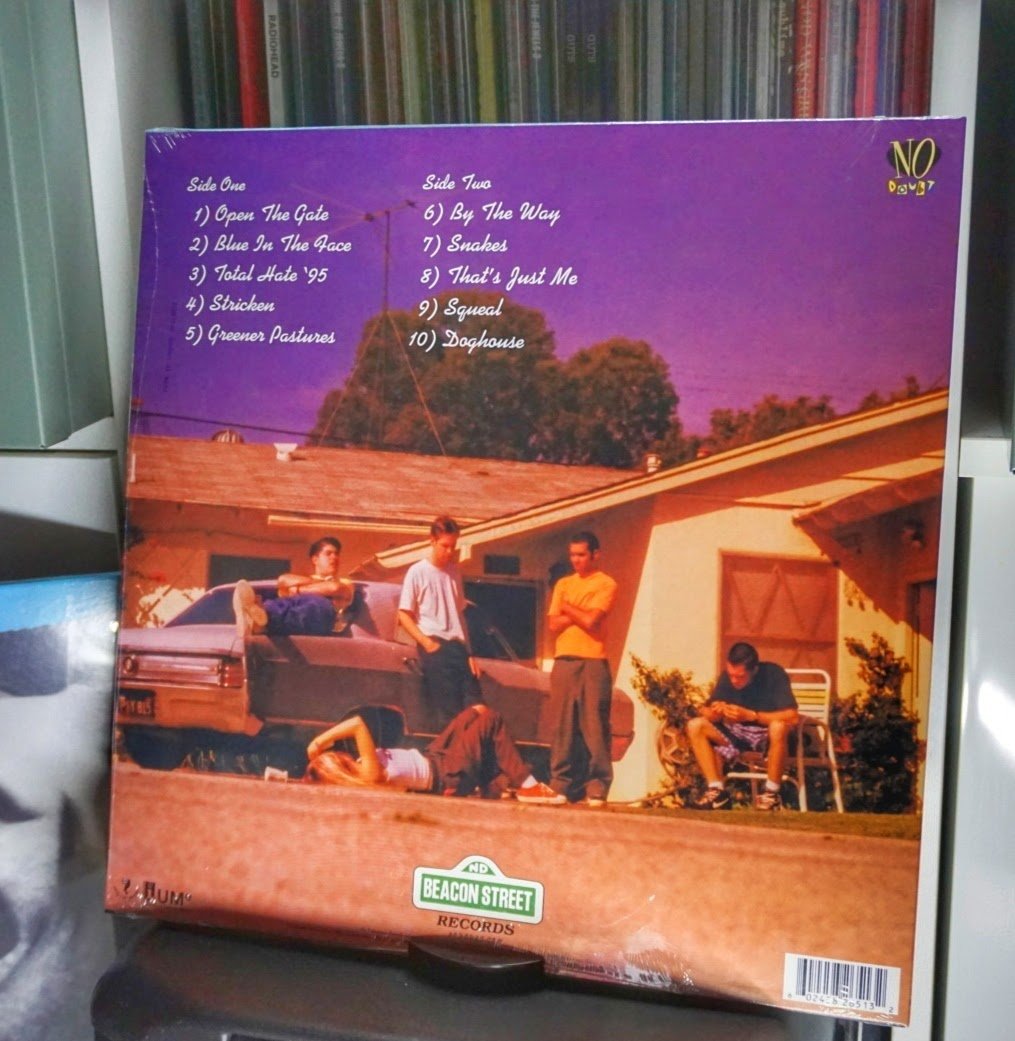 RADIOHEAD
NO
DOUBT
Side One
1) Open The Gate
2) Blue In The Face
3) Total Hate '95
4) Stricken
5) Greener Pastures
Side Two
6) By The Way
7) Snakes
8) That's Just Me
9) Squeal
10) Doghouse
ND
BEACON STREET
RECORDS